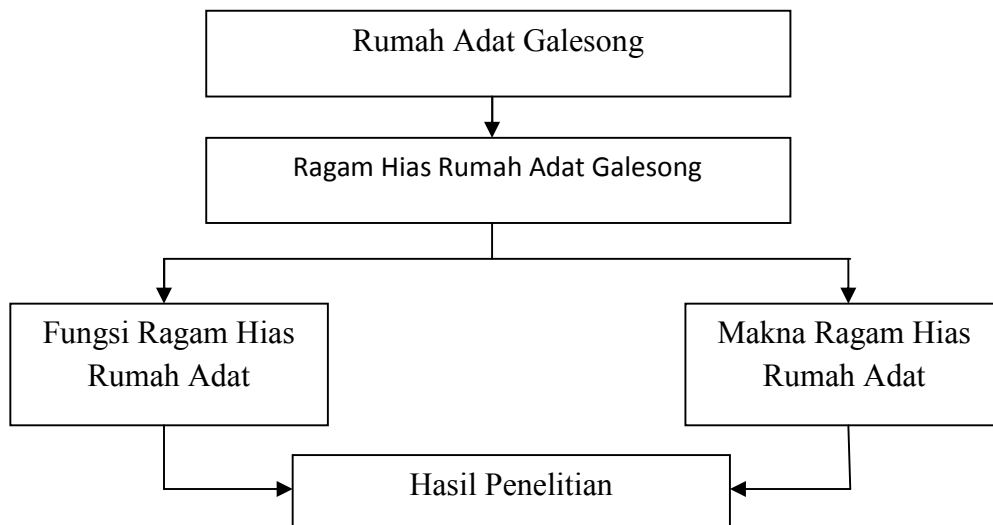 Rumah Adat Galesong
Ragam Hias Rumah Adat Galesong
Fungsi Ragam Hias
Rumah Adat
Makna Ragam Hias
Rumah Adat
Hasil Penelitian